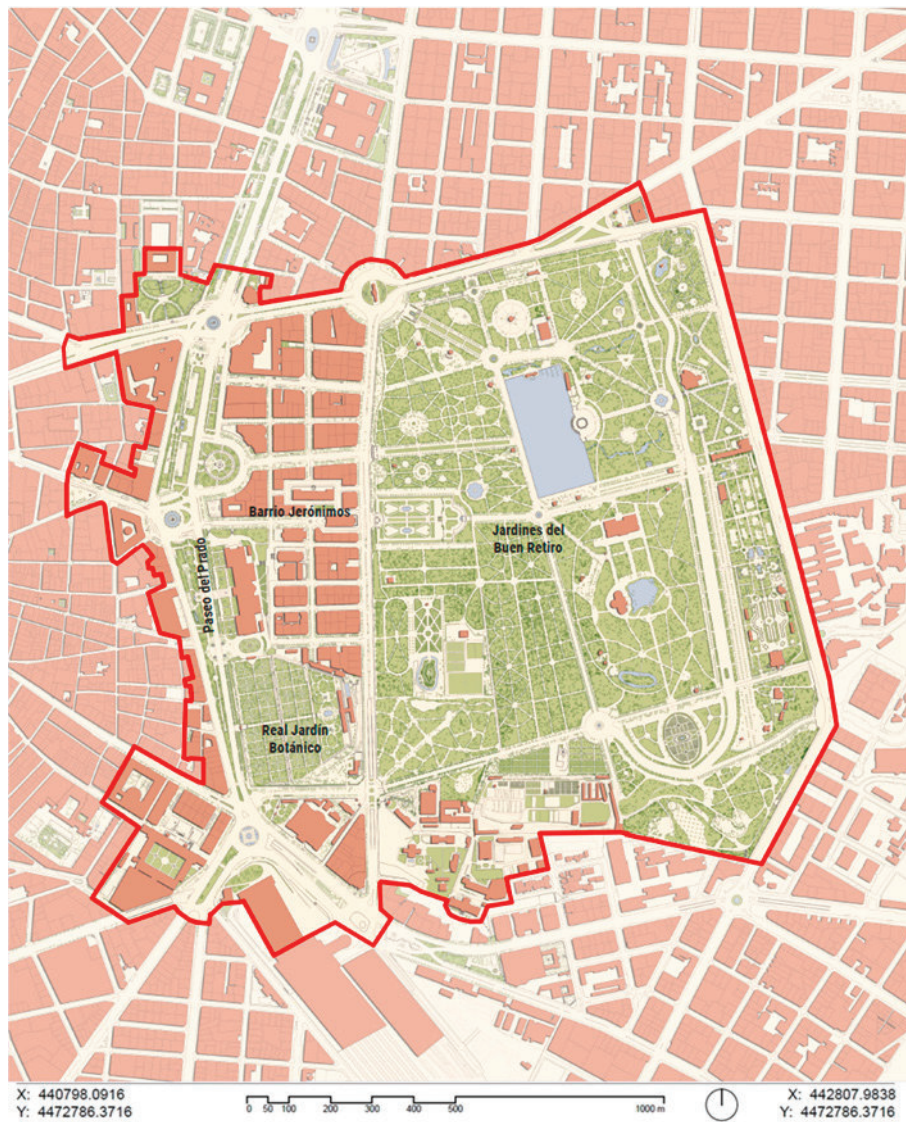 Barrio Jerónimos
Paseo del Prado
Jardines del
Buen Retiro
Real Jardín
Botánico
X: 440798.0916
Y: 4472786.3716
0 50 100 200 300 400 500 1000 m
X: 442807.9838
Y: 4472786.3716